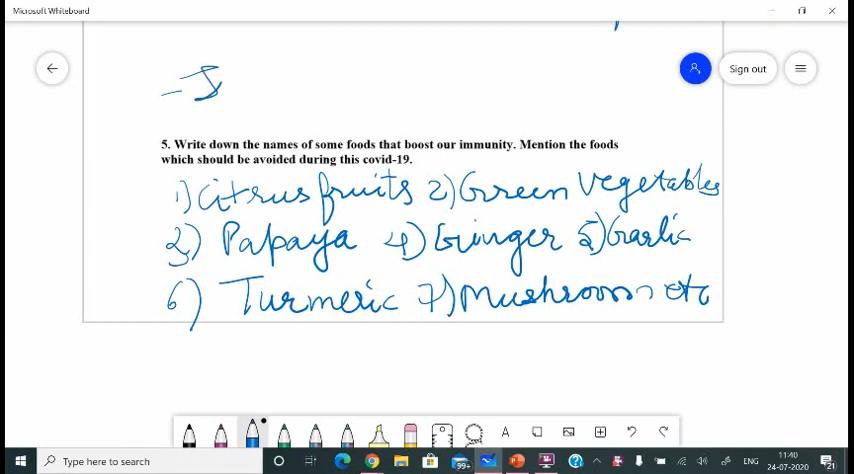 Microsoft Whiteboard
Sign out
5. Write down the names of some foods that boost our immunity. Mention the foods
which should be avoided during this covid-19.
1) Citrus fruits 2) Green Vegetables
3) Papaya 4) Ginger 5) Garlic
6) Turmeric 7) Mushroom etc
Type here to search
99+
ENG
11:40
24-07-2020
21